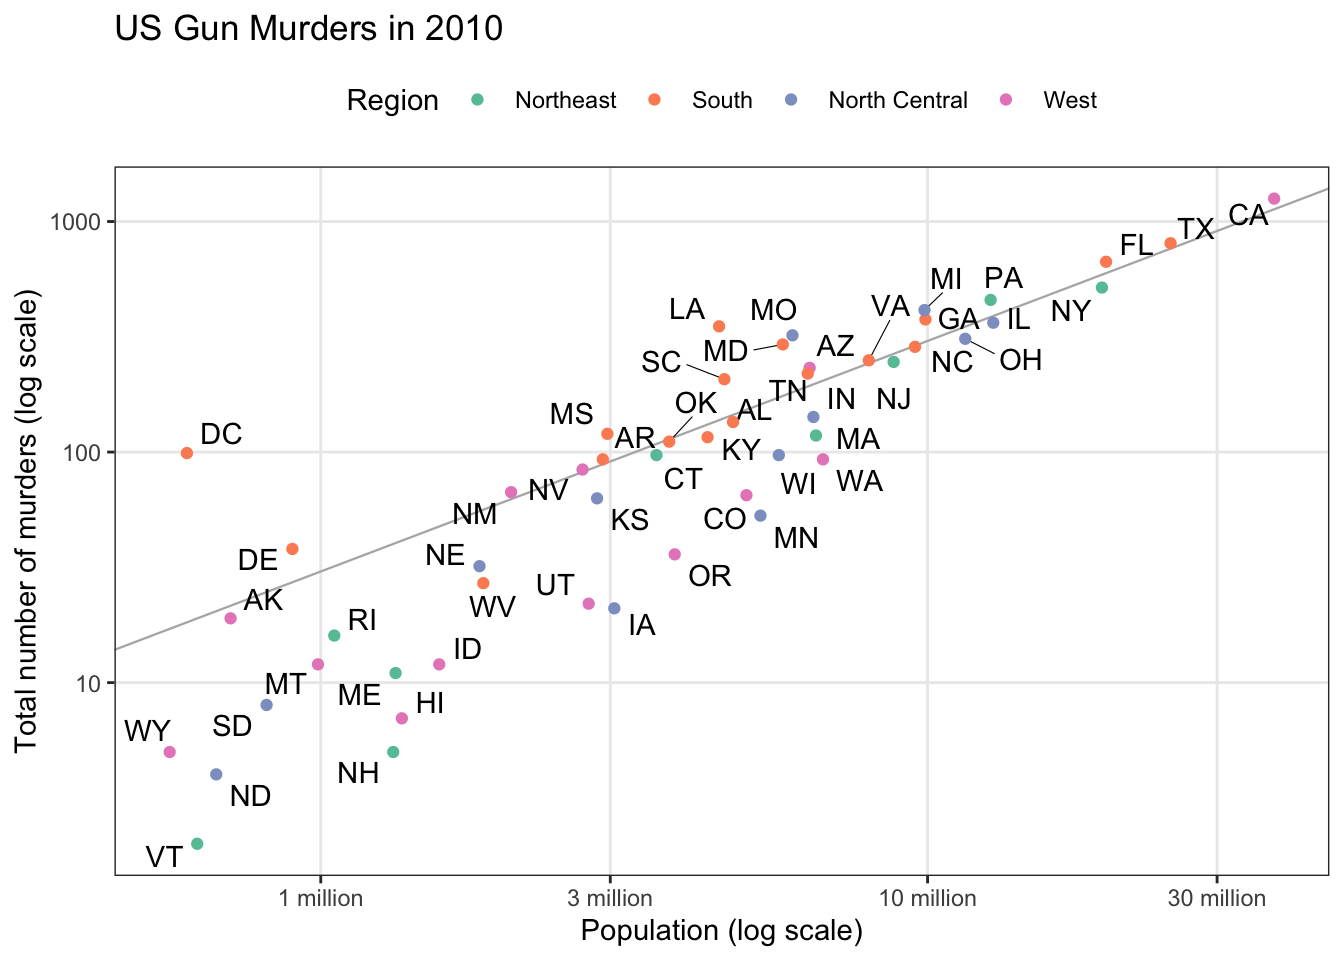 US Gun Murders in 2010
Region Northeast South North Central West
Total number of murders (log scale)
1000
100
10
CA
TX
FL
MI
PA
VA
NY
LA
MO
GA
IL
AZ
MD
SC
NC
OH
TN
IN
NJ
OK
AL
MS
DC
AR
KY
MA
CT
WI
WA
NV
NM
KS
CO
MN
NE
DE
OR
UT
AK
WV
RI
IA
ID
MT
ME
HI
SD
WY
NH
ND
VT
1 million
3 million
10 million
30 million
Population (log scale)